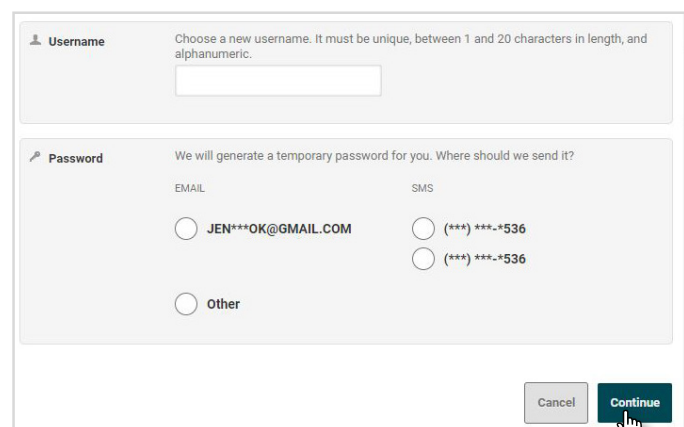 Username
Choose a new username. It must be unique, between 1 and 20 characters in length, and
alphanumeric.
Password
We will generate a temporary password for you. Where should we send it?
EMAIL
SMS
JEN***OK@GMAIL.COM
(***) ***-*536
(***) ***-*536
Other
Cancel
Continue